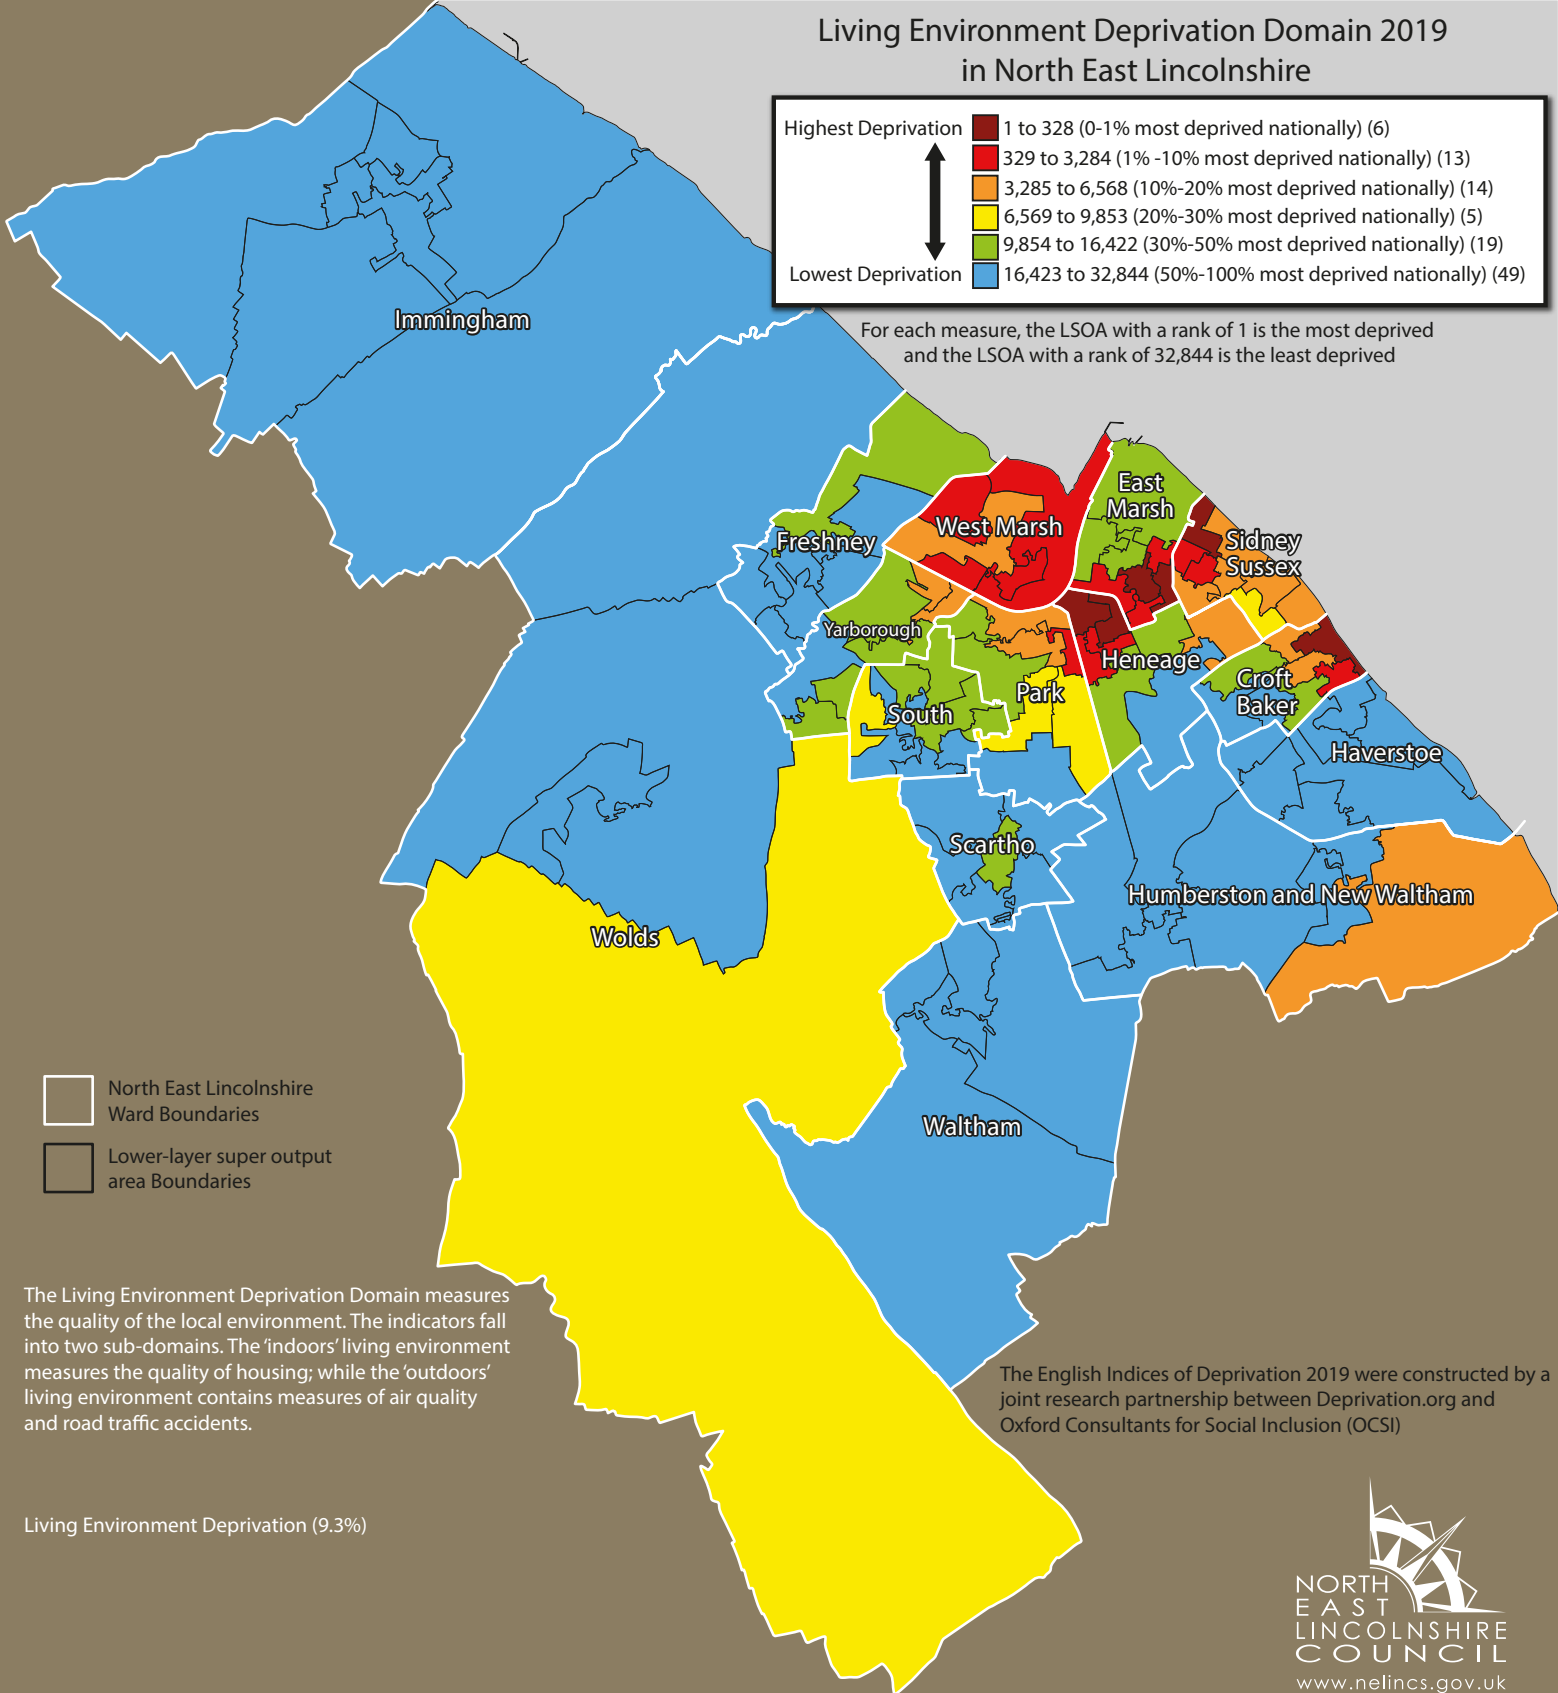 Living Environment Deprivation Domain 2019
in North East Lincolnshire
Highest Deprivation
1 to 328 (0-1% most deprived nationally) (6)
329 to 3,284 (1% -10% most deprived nationally) (13)
3,285 to 6,568 (10%-20% most deprived nationally) (14)
6,569 to 9,853 (20%-30% most deprived nationally) (5)
9,854 to 16,422 (30%-50% most deprived nationally) (19)
Lowest Deprivation
16,423 to 32,844 (50%-100% most deprived nationally) (49)
For each measure, the LSOA with a rank of 1 is the most deprived
and the LSOA with a rank of 32,844 is the least deprived
Immingham
East
Marsh
West Marsh
Freshney
Sidney
Sussex
Yarborough
Heneage
Croft
Baker
Park
South
Haverstoe
Scartho
Humberston and New Waltham
Wolds
Waltham
North East Lincolnshire
Ward Boundaries
Lower-layer super output
area Boundaries
The Living Environment Deprivation Domain measures
the quality of the local environment. The indicators fall
into two sub-domains. The 'indoors' living environment
measures the quality of housing; while the 'outdoors'
living environment contains measures of air quality
and road traffic accidents.
The English Indices of Deprivation 2019 were constructed by a
joint research partnership between Deprivation.org and
Oxford Consultants for Social Inclusion (OCSI)
Living Environment Deprivation (9.3%)
NORTH
EAST
LINCOLNSHIRE
COUNCIL
www.nelincs.gov.uk